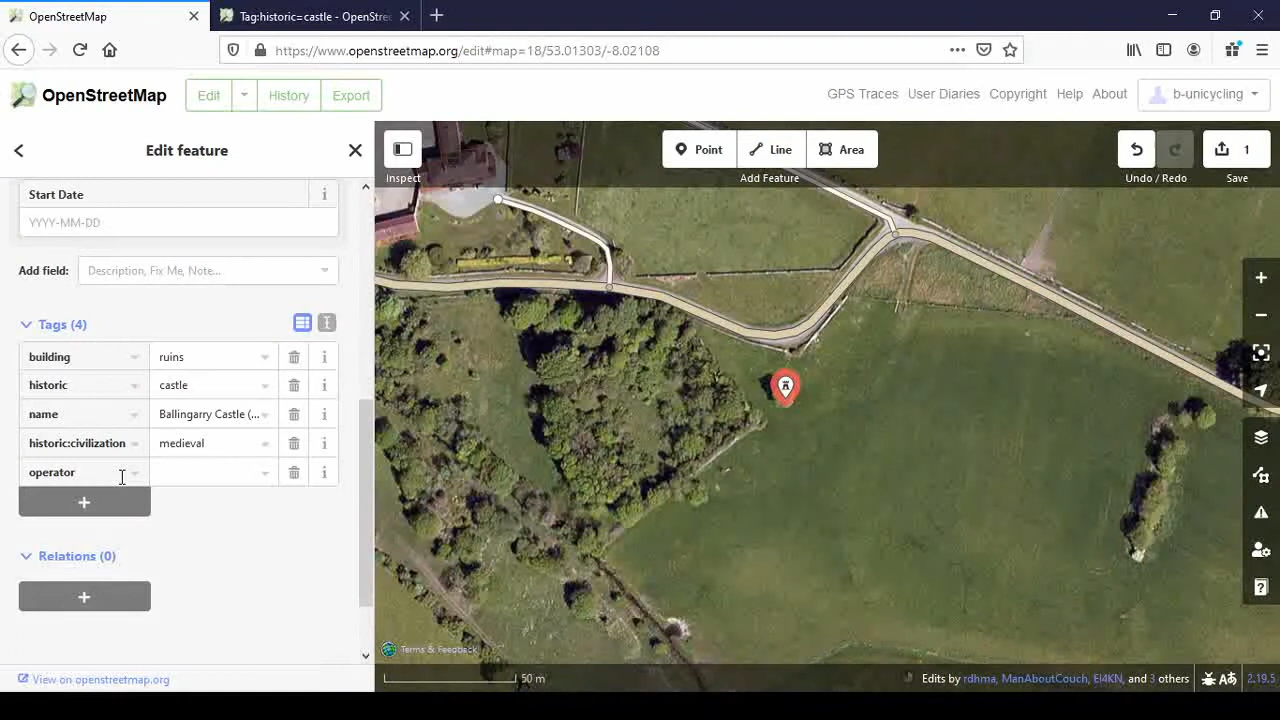 OpenStreetMap
Tag:historic=castle - OpenStre
https://www.openstreetmap.org/edit#map=18/53.01303/-8.02108
OpenStreetMap
Edit
History
Export
GPS Traces
User Diaries
Copyright
Help
About
b-unicycling
Edit feature
Inspect
Point
Line
Area
Add Feature
Undo / Redo
1
Save
Start Date
YYYY-MM-DD
Add field:
Description, Fix Me, Note...
Tags (4)
building ruins
historic castle
name Ballingarry Castle (...
historic:civilization medieval
operator
Relations (0)
View on openstreetmap.org
Terms & Feedback
50 m
Edits by rdhma, ManAboutCouch, EI4KN, and 3 others
2.19.5